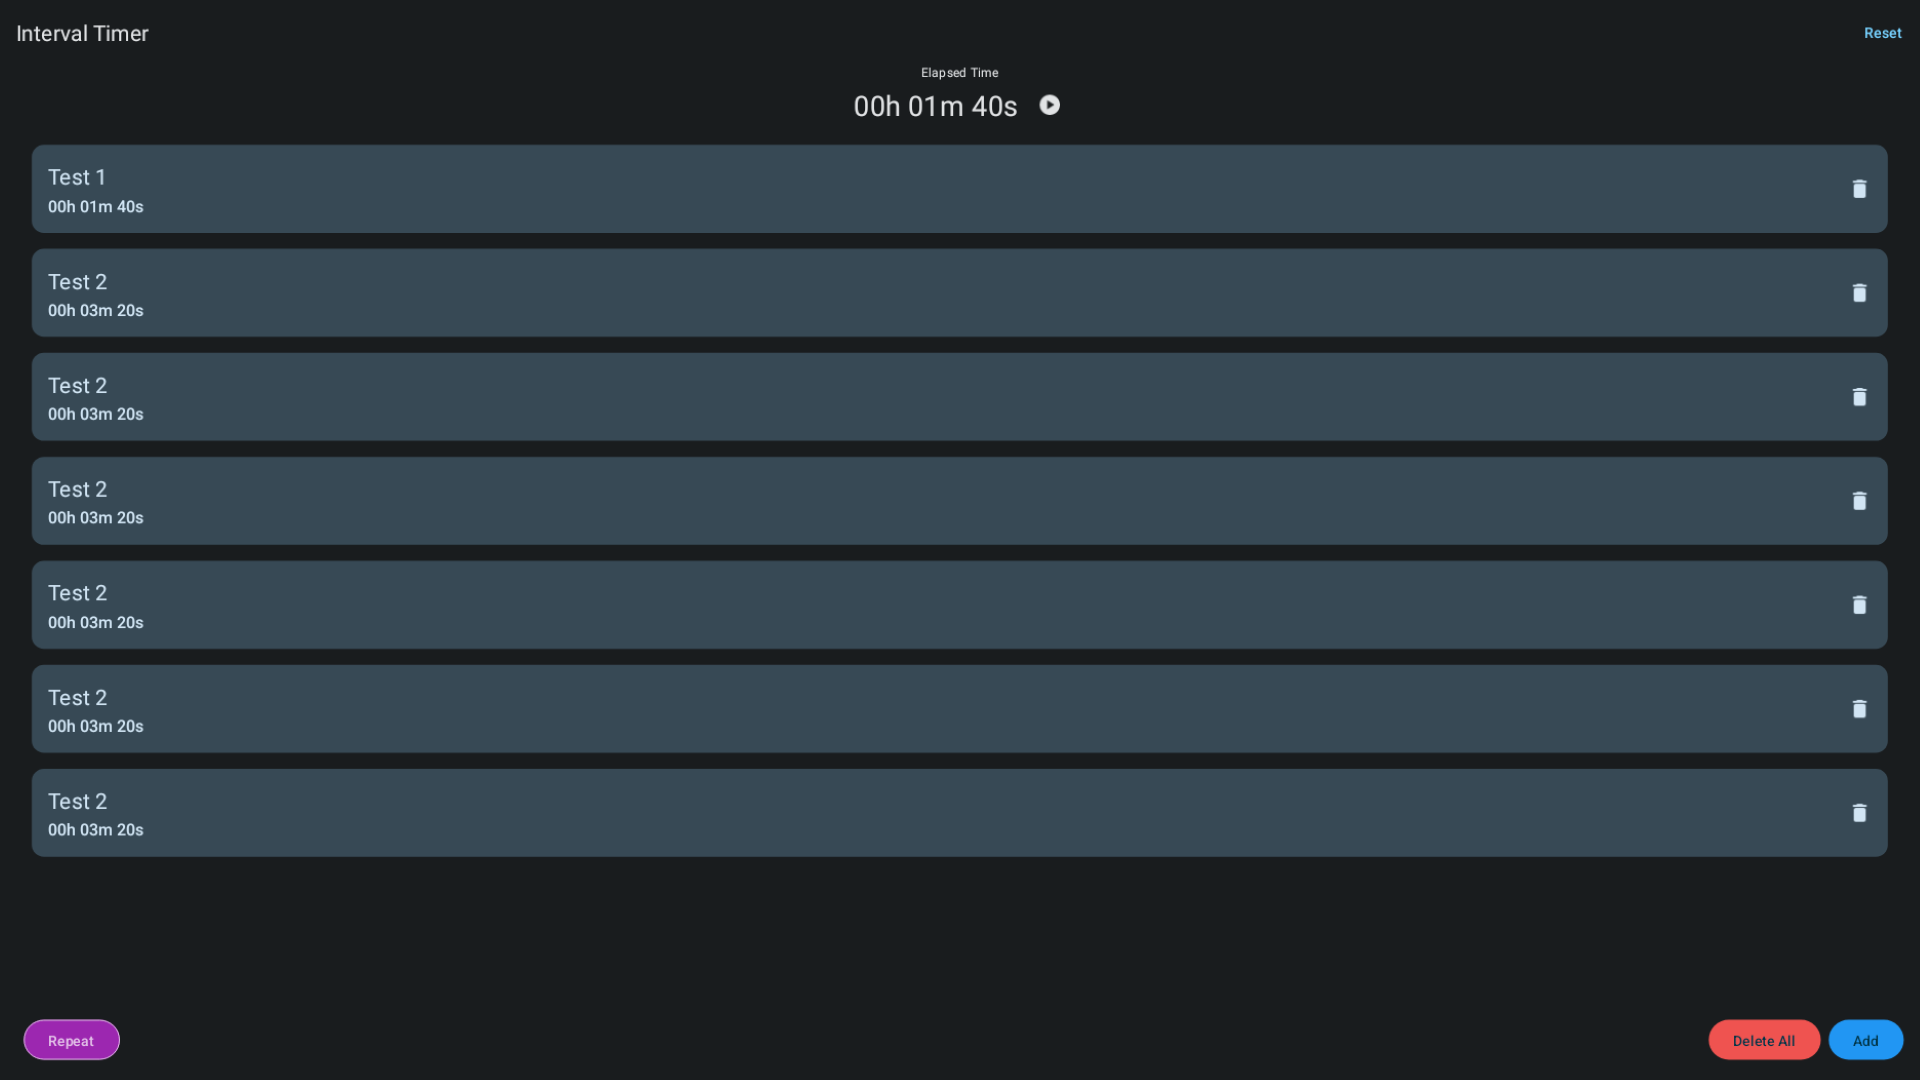 Interval Timer
Reset
Elapsed Time
00h 01m 40s
Test 1
00h 01m 40s
Test 2
00h 03m 20s
Test 2
00h 03m 20s
Test 2
00h 03m 20s
Test 2
00h 03m 20s
Test 2
00h 03m 20s
Test 2
00h 03m 20s
Repeat
Delete All
Add